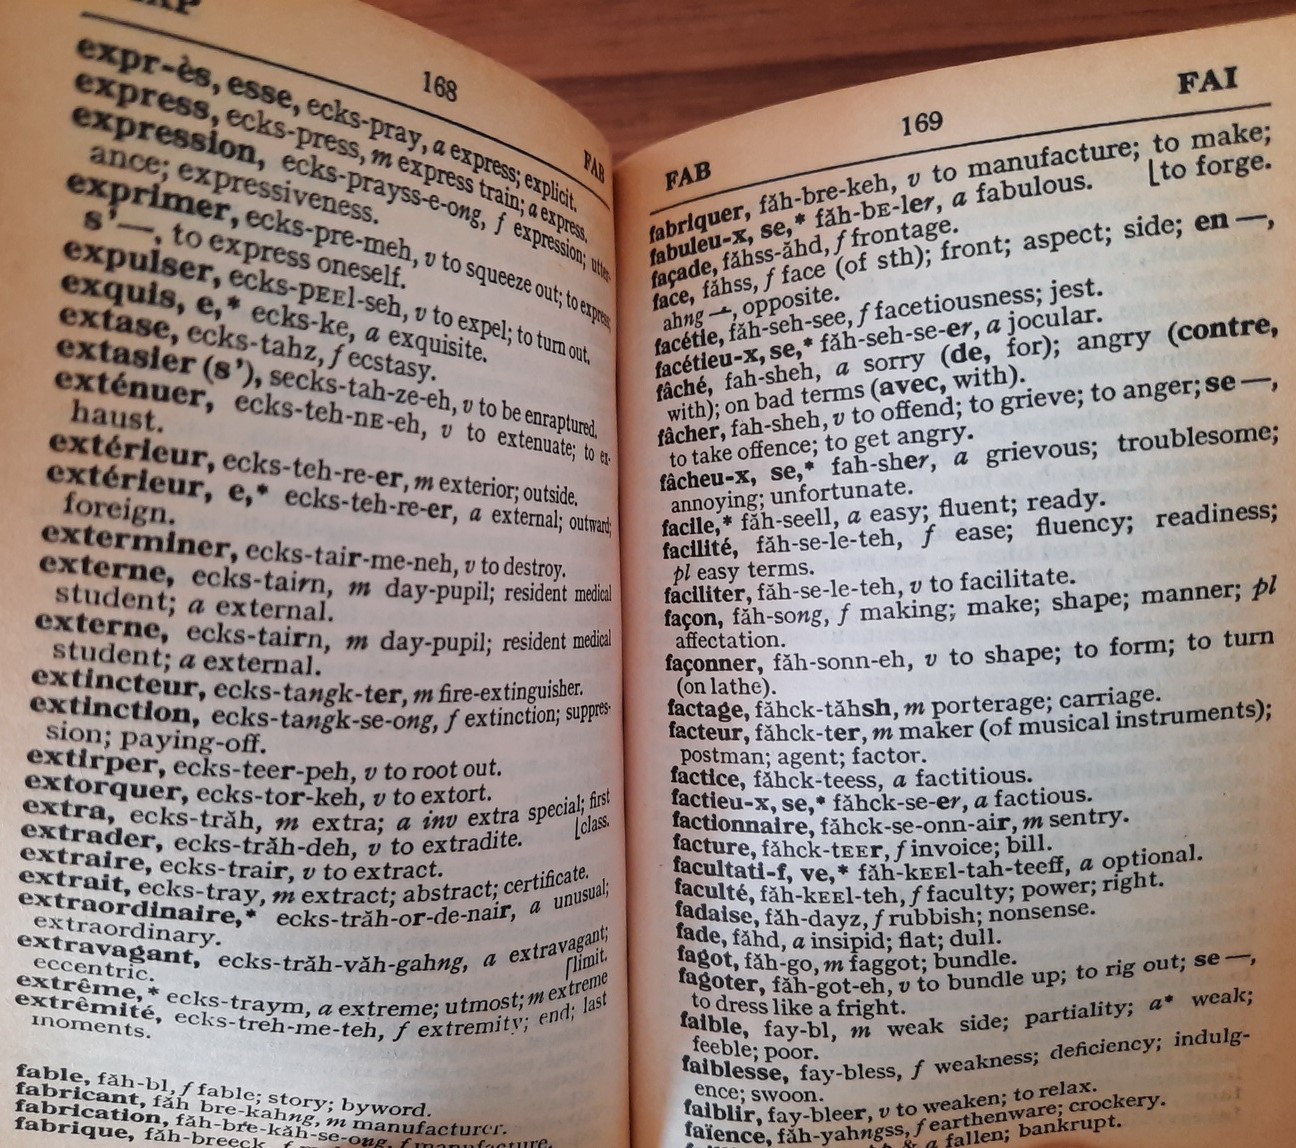 168
FAB
expr-ès, esse, ecks-pray, a express; explicit.
express, ecks-press, m express train; a express.
expression, ecks-prayss-e-ong, f expression; utter-
ance; expressiveness.
exprimer, ecks-pre-meh, v to squeeze out; to express;
s'—, to express oneself.
expulser, ecks-pEEl-seh, v to expel; to turn out.
exquis, e,* ecks-ke, a exquisite.
extase, ecks-tahz, f ecstasy.
extasier (s'), secks-tah-ze-eh, v to be enraptured.
exténuer, ecks-teh-nE-eh, v to extenuate; to ex-
haust.
extérieur, ecks-teh-re-er, m exterior; outside.
extérieur, e,* ecks-teh-re-er, a external; outward;
foreign.
exterminer, ecks-tair-me-neh, v to destroy.
externe, ecks-tairn, m day-pupil; resident medical
student; a external.
externe, ecks-tairn, m day-pupil; resident medical
student; a external.
extincteur, ecks-tangk-ter, m fire-extinguisher.
extinction, ecks-tangk-se-ong, f extinction; suppres-
sion; paying-off.
extirper, ecks-teer-peh, v to root out.
extorquer, ecks-tor-keh, v to extort.
extra, ecks-trăh, m extra; a inv extra special; first
extrader, ecks-trăh-deh, v to extradite. [class.
extraire, ecks-trair, v to extract.
extrait, ecks-tray, m extract; abstract; certificate.
extraordinaire,* ecks-trăh-or-de-nair, a unusual;
extraordinary.
extravagant, ecks-trăh-văh-gahng, a extravagant;
eccentric. [limit.
extrême,* ecks-traym, a extreme; utmost; m extreme
extrêmité, ecks-treh-me-teh, f extremity; end; last
moments.
fable, făh-bl, f fable; story; byword.
fabricant, făh bre-kahng, m manufacturer.
fabrication, făh-bre-kăh-se-ong, f manufacture.
fabrique, făh-breeck, f
FAB
169
FAI
fabriquer, făh-bre-keh, v to manufacture; to make;
fabuleu-x, se,* făh-bE-ler, a fabulous. [to forge.
façade, făhss-ăhd, f frontage.
face, făhss, f face (of sth); front; aspect; side; en —,
ahng —, opposite.
facétie, făh-seh-see, f facetiousness; jest.
facétieu-x, se,* făh-seh-se-er, a jocular.
fâché, fah-sheh, a sorry (de, for); angry (contre,
with); on bad terms (avec, with).
fâcher, fah-sheh, v to offend; to grieve; to anger; se —,
to take offence; to get angry.
fâcheu-x, se,* fah-sher, a grievous; troublesome;
annoying; unfortunate.
facile,* făh-seell, a easy; fluent; ready.
facilité, făh-se-le-teh, f ease; fluency; readiness;
pl easy terms.
faciliter, făh-se-le-teh, v to facilitate.
façon, făh-song, f making; make; shape; manner; pl
affectation.
façonner, făh-sonn-eh, v to shape; to form; to turn
(on lathe).
factage, făhck-tăhsh, m porterage; carriage.
facteur, făhck-ter, m maker (of musical instruments);
postman; agent; factor.
factice, făhck-teess, a factitious.
factieu-x, se,* făhck-se-er, a factious.
factionnaire, făhck-se-onn-air, m sentry.
facture, făhck-tEEr, f invoice; bill.
facultati-f, ve,* făh-kEEl-tah-teeff, a optional.
faculté, făh-kEEl-teh, f faculty; power; right.
fadaise, făh-dayz, f rubbish; nonsense.
fade, făhd, a insipid; flat; dull.
fagot, făh-go, m faggot; bundle.
fagoter, făh-got-eh, v to bundle up; to rig out; se —,
to dress like a fright.
faible, fay-bl, m weak side; partiality; a* weak;
feeble; poor.
faiblesse, fay-bless, f weakness; deficiency; indulg-
ence; swoon.
faiblir, fay-bleer, v to weaken; to relax.
faïence, făh-yahngss, f earthenware; crockery.
a fallen; bankrupt.